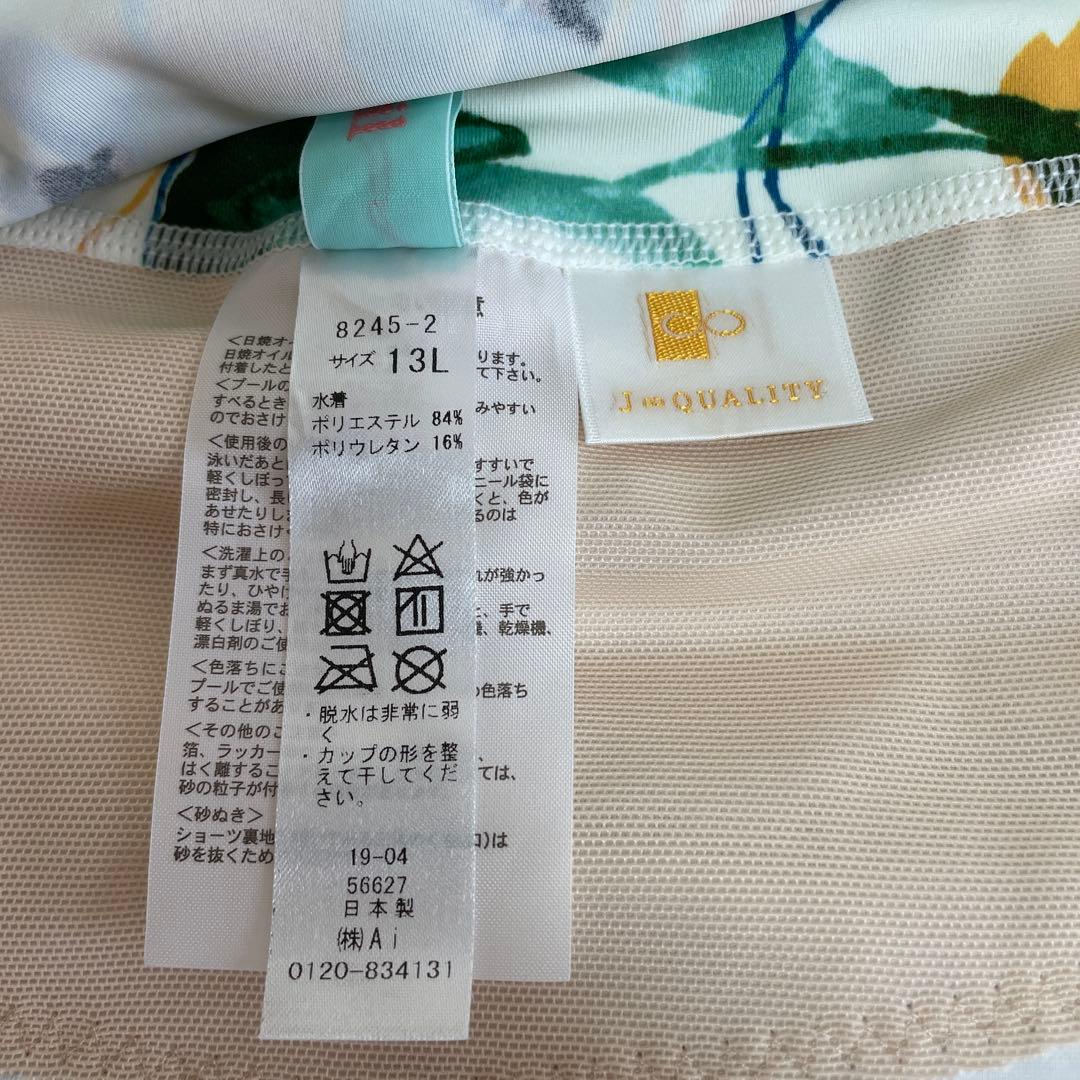 8245-2
サイズ 13L
水着
ポリエステル 84%
ポリウレタン 16%
・脱水は非常に弱
く
・カップの形を整
えて干してくだ
さい。
19-04
56627
日本製
(株)Ai
0120-834131
J∞QUALITY
意
<日焼オイ
日焼オイル
ります。
付着したと
て下さい。
<プールの
すべるとき
みやすい
のでおさけ
<使用後の
泳いだあと
すすいで
軽くしぼっ
ニール袋に
密封し、長
くと、色が
あせたりしま
るのは
特におさけ
<洗濯上の
まず真水で手
れが強かっ
たり、ひやけ
ぬるま湯でお
、手で
軽くしぼり、
、乾燥機、
漂白剤のご使
<色落ちにこ
プールでご使
色落ち
することがあ
<その他のこ
箔、ラッカー
、
はく離するこ
ては、
砂の粒子が付
<砂ぬき>
ショーツ裏地
口)は
砂を抜くため